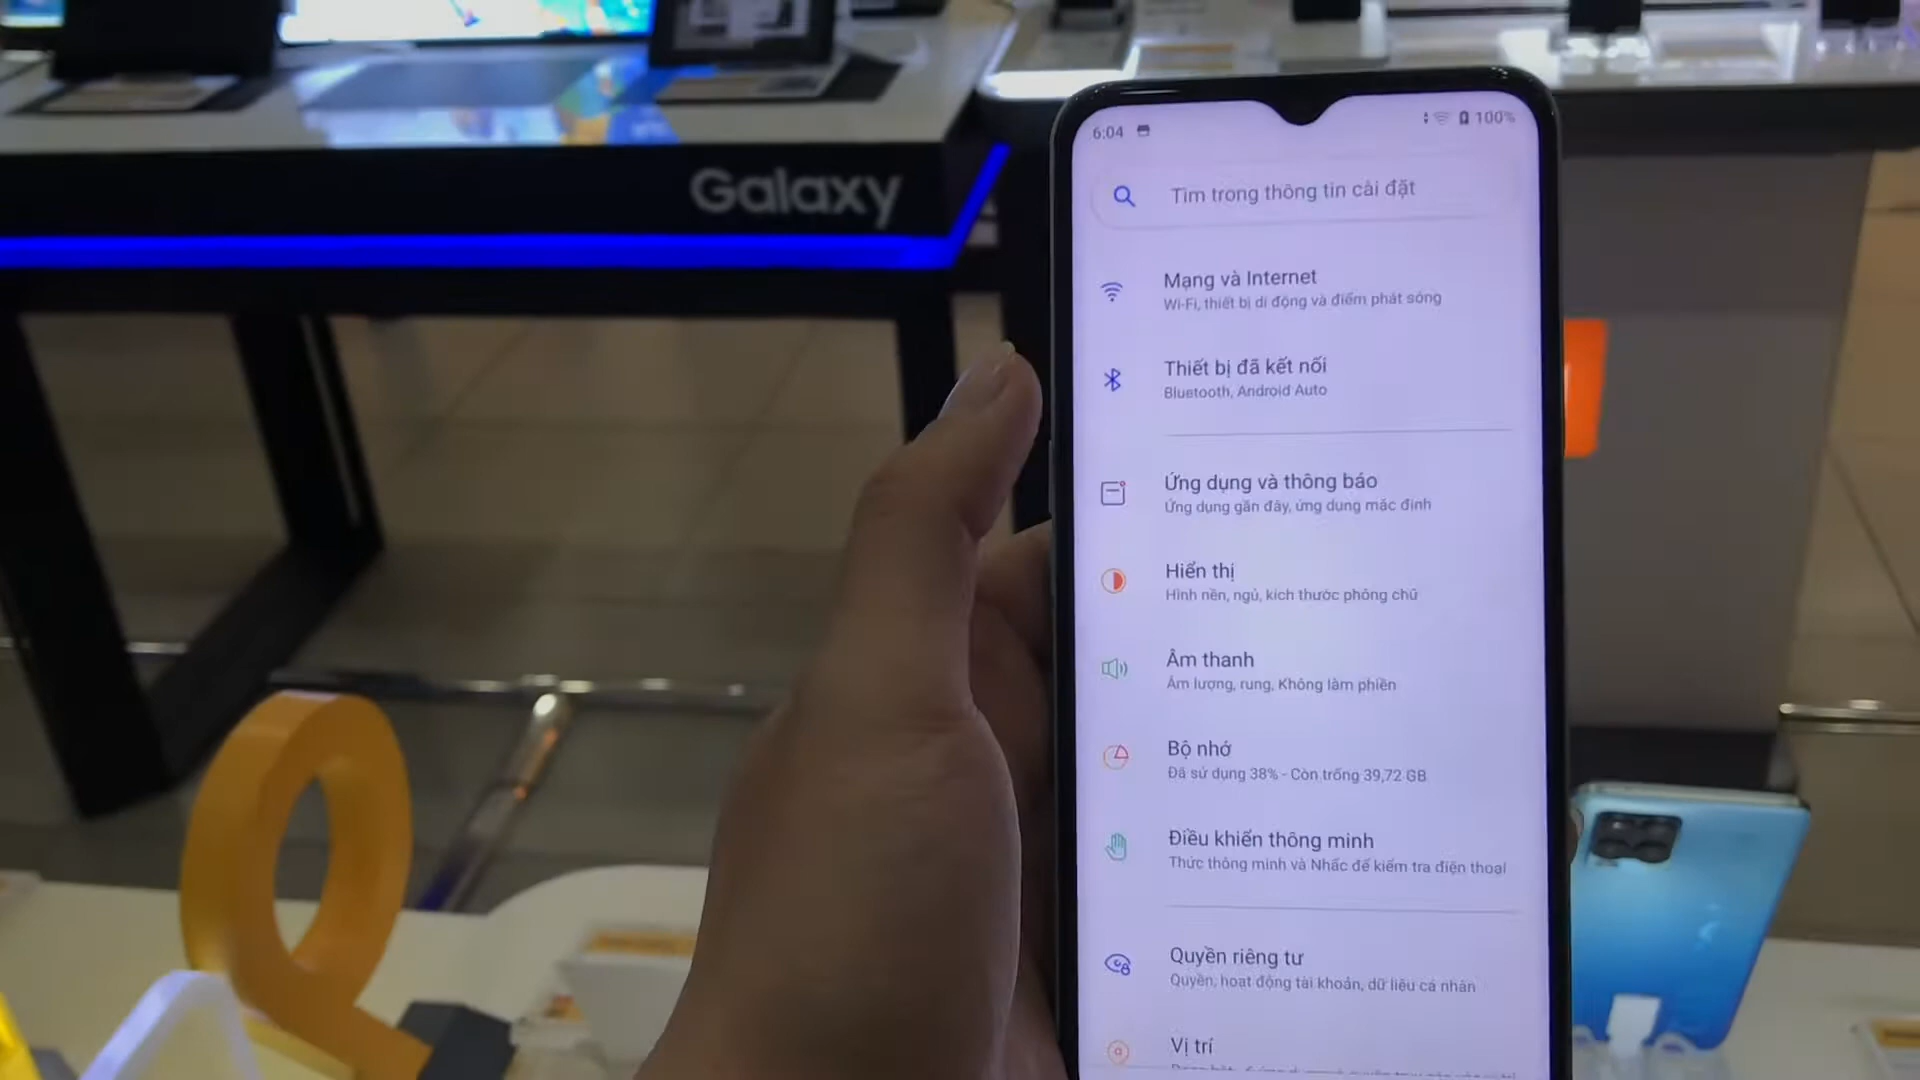 Galaxy
6:04
100%
Tìm trong thông tin cài đặt
Mạng và Internet
Wi-Fi, thiết bị di động và điểm phát sóng
Thiết bị đã kết nối
Bluetooth, Android Auto
Ứng dụng và thông báo
Ứng dụng gần đây, ứng dụng mặc định
Hiển thị
Hình nền, ngủ, kích thước phông chữ
Âm thanh
Âm lượng, rung, Không làm phiền
Bộ nhớ
Đã sử dụng 38% - Còn trống 39,72 GB
Điều khiển thông minh
Thức thông minh và Nhấc để kiểm tra điện thoại
Quyền riêng tư
Quyền, hoạt động tài khoản, dữ liệu cá nhân
Vị trí